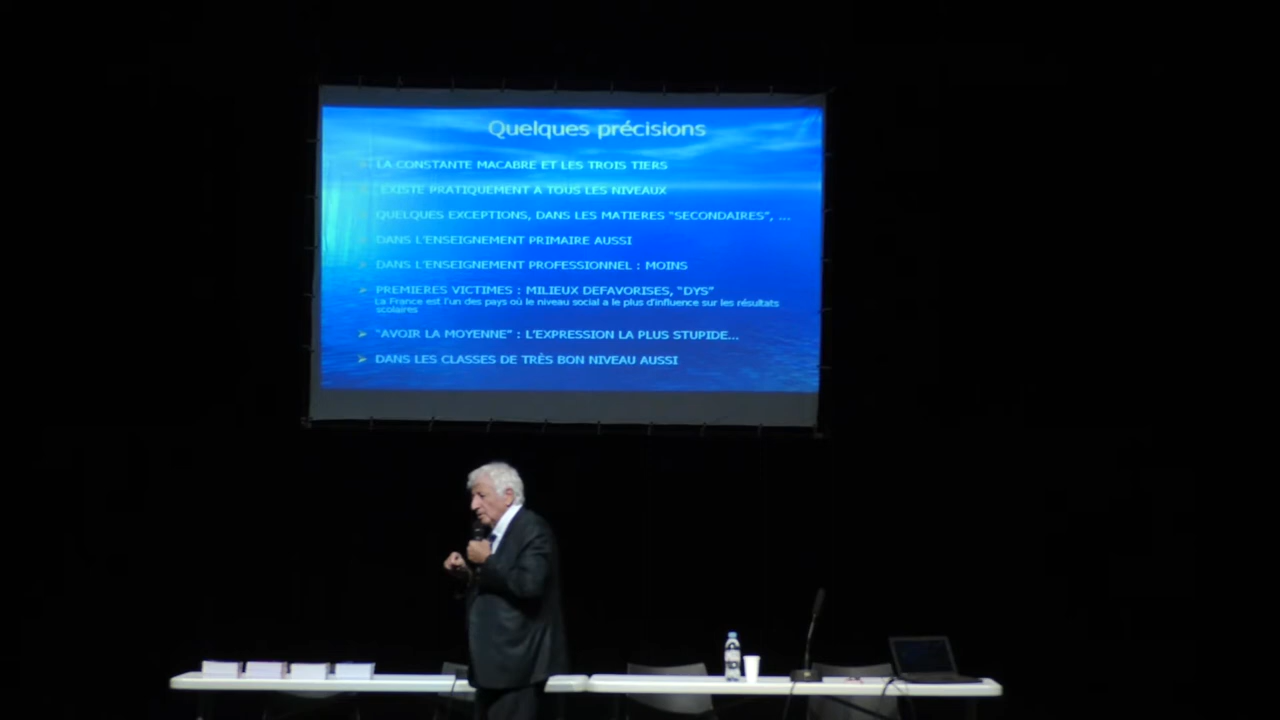 Quelques précisions
LA CONSTANTE MACABRE ET LES TROIS TIERS
EXISTE PRATIQUEMENT A TOUS LES NIVEAUX
QUELQUES EXCEPTIONS, DANS LES MATIERES "SECONDAIRES", ...
DANS L'ENSEIGNEMENT PRIMAIRE AUSSI
DANS L'ENSEIGNEMENT PROFESSIONNEL : MOINS
PREMIERES VICTIMES : MILIEUX DEFAVORISES, "DYS"
La France est l'un des pays où le niveau social a le plus d'influence sur les résultats
scolaires
"AVOIR LA MOYENNE" : L'EXPRESSION LA PLUS STUPIDE...
DANS LES CLASSES DE TRÈS BON NIVEAU AUSSI